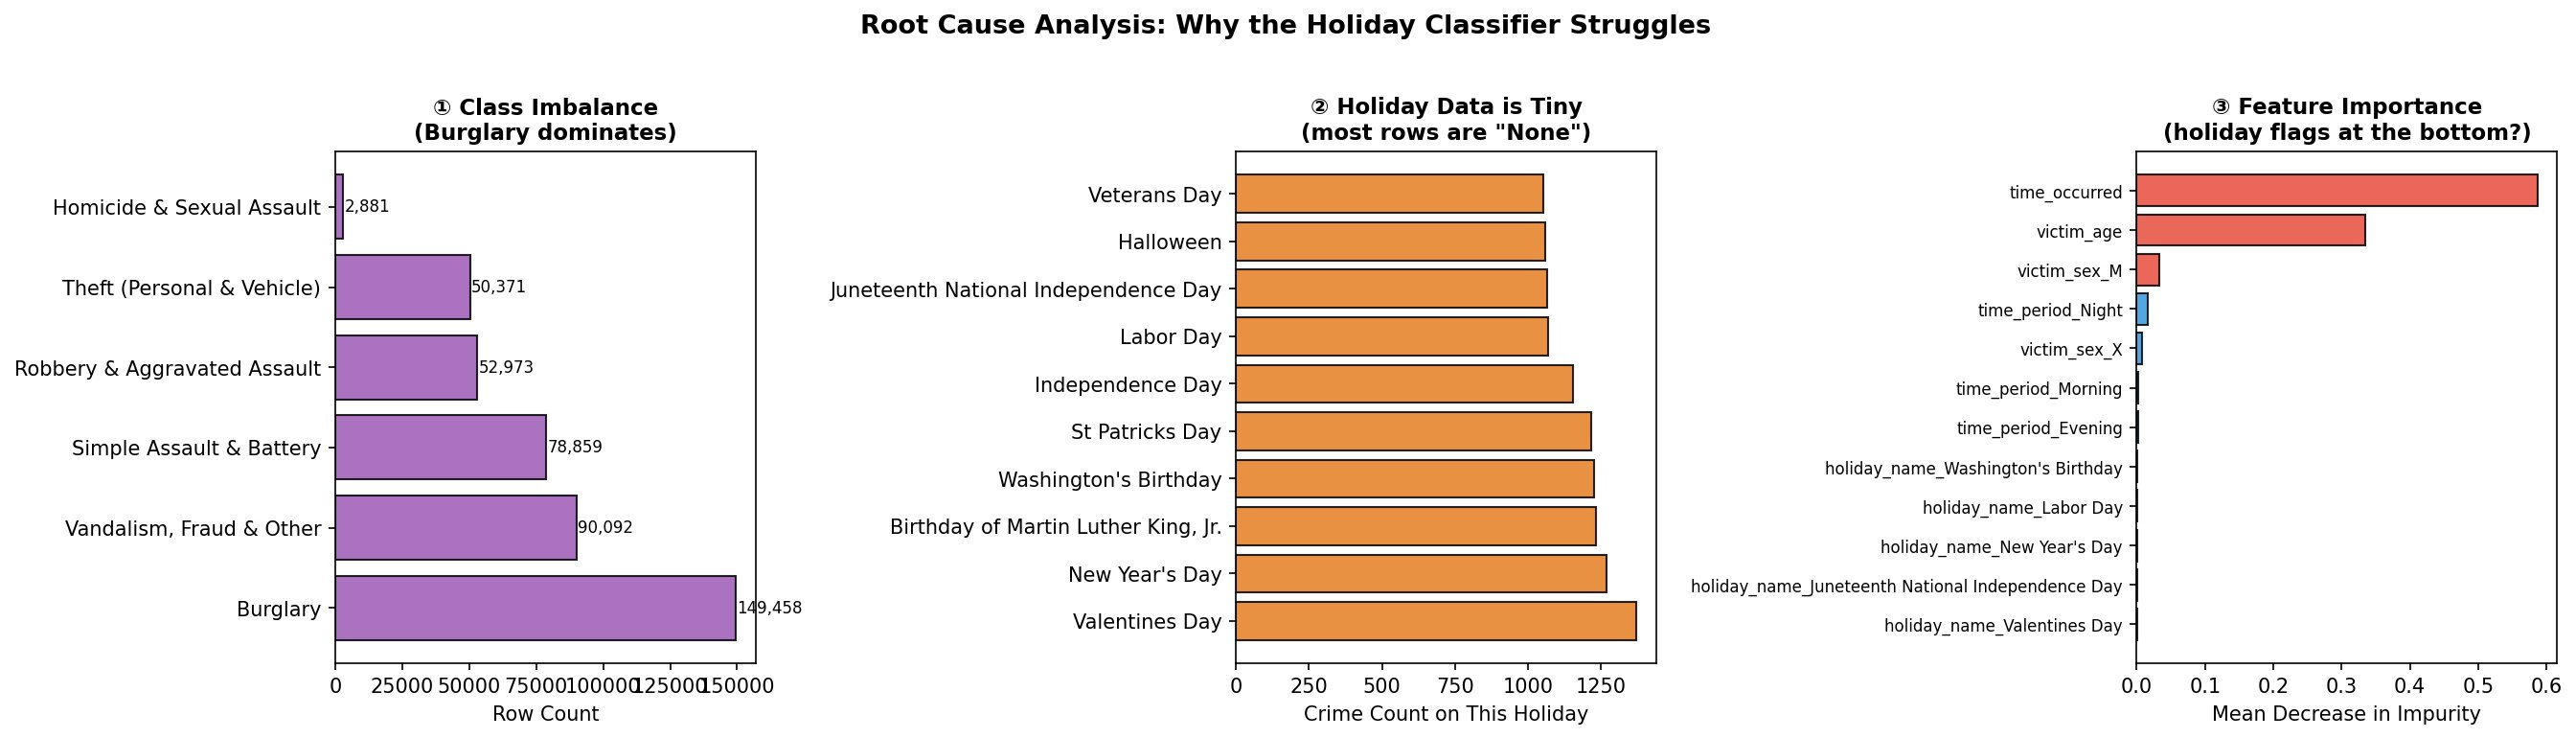 Root Cause Analysis: Why the Holiday Classifier Struggles
① Class Imbalance
(Burglary dominates)
Homicide & Sexual Assault
2,881
Theft (Personal & Vehicle)
50,371
Robbery & Aggravated Assault
52,973
Simple Assault & Battery
78,859
Vandalism, Fraud & Other
90,092
Burglary
149,458
0 25000 50000 75000 100000 125000 150000
Row Count
② Holiday Data is Tiny
(most rows are "None")
Veterans Day
Halloween
Juneteenth National Independence Day
Labor Day
Independence Day
St Patricks Day
Washington's Birthday
Birthday of Martin Luther King, Jr.
New Year's Day
Valentines Day
0 250 500 750 1000 1250
Crime Count on This Holiday
③ Feature Importance
(holiday flags at the bottom?)
time_occurred
victim_age
victim_sex_M
time_period_Night
victim_sex_X
time_period_Morning
time_period_Evening
holiday_name_Washington's Birthday
holiday_name_Labor Day
holiday_name_New Year's Day
holiday_name_Juneteenth National Independence Day
holiday_name_Valentines Day
0.0 0.1 0.2 0.3 0.4 0.5 0.6
Mean Decrease in Impurity